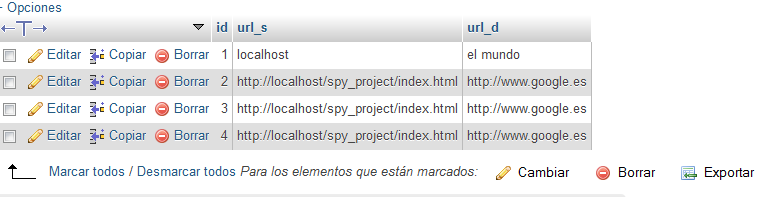 - Opciones
←T→ id url_s url_d
Editar Copiar Borrar 1 localhost el mundo
Editar Copiar Borrar 2 http://localhost/spy_project/index.html http://www.google.es
Editar Copiar Borrar 3 http://localhost/spy_project/index.html http://www.google.es
Editar Copiar Borrar 4 http://localhost/spy_project/index.html http://www.google.es
Marcar todos / Desmarcar todos Para los elementos que están marcados: Cambiar Borrar Exportar